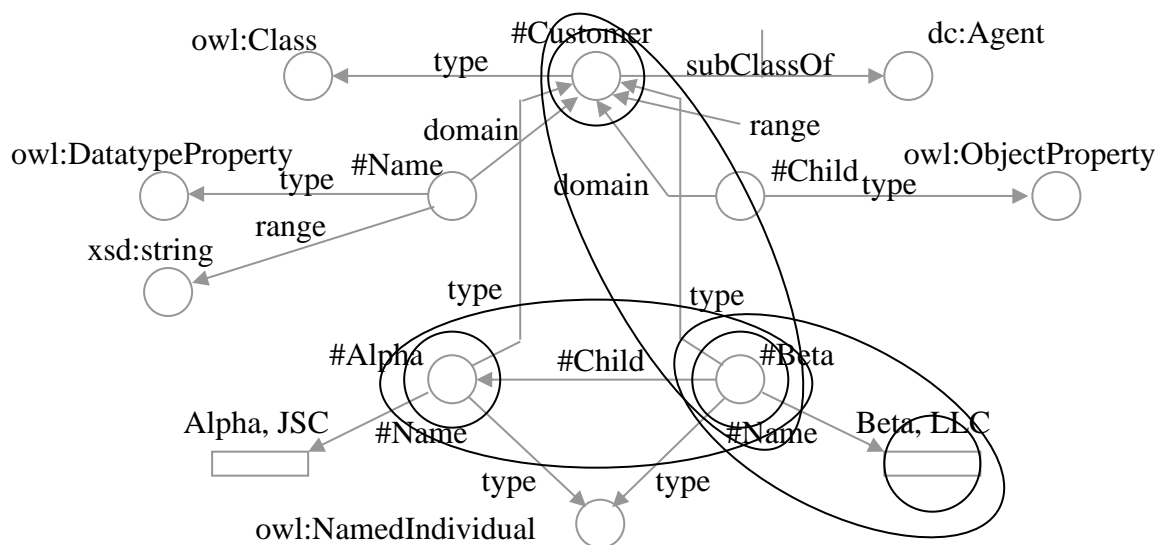 #Customer
owl:Class
dc:Agent
type
subClassOf
domain
range
owl:DatatypeProperty
#Name
#Child
owl:ObjectProperty
type
domain
type
range
xsd:string
type
type
#Alpha
#Child
#Beta
Alpha, JSC
#Name
#Name
Beta, LLC
type
type
owl:NamedIndividual